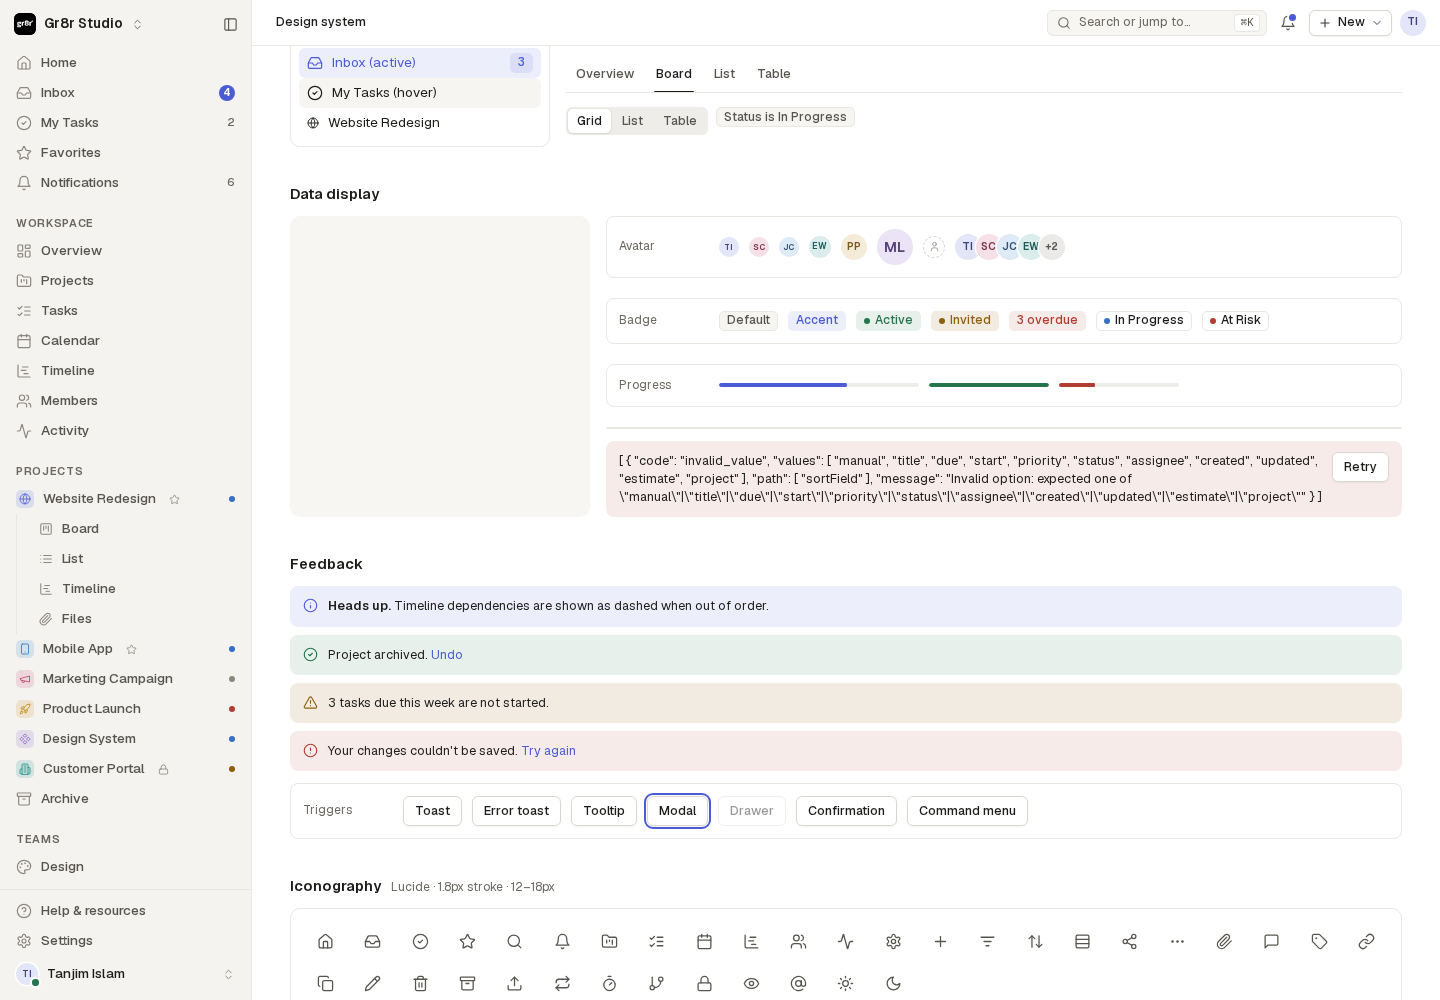 gr8r Gr8r Studio
Home
Inbox 4
My Tasks 2
Favorites
Notifications 6
WORKSPACE
Overview
Projects
Tasks
Calendar
Timeline
Members
Activity
PROJECTS
Website Redesign
Board
List
Timeline
Files
Mobile App
Marketing Campaign
Product Launch
Design System
Customer Portal
Archive
TEAMS
Design
Help & resources
Settings
TI Tanjim Islam
Design system
Search or jump to... ⌘K
New
TI
Inbox (active) 3
My Tasks (hover)
Website Redesign
Overview Board List Table
Grid List Table Status is In Progress
Data display
Avatar TI SC JC EW PP ML TI SC JC EW +2
Badge Default Accent Active Invited 3 overdue In Progress At Risk
Progress
[ { "code": "invalid_value", "values": [ "manual", "title", "due", "start", "priority", "status", "assignee", "created", "updated",
"estimate", "project" ], "path": [ "sortField" ], "message": "Invalid option: expected one of
\"manual\"|\"title\"|\"due\"|\"start\"|\"priority\"|\"status\"|\"assignee\"|\"created\"|\"updated\"|\"estimate\"|\"project\"" } ]
Retry
Feedback
Heads up. Timeline dependencies are shown as dashed when out of order.
Project archived. Undo
3 tasks due this week are not started.
Your changes couldn't be saved. Try again
Triggers Toast Error toast Tooltip Modal Drawer Confirmation Command menu
Iconography Lucide · 1.8px stroke · 12–18px